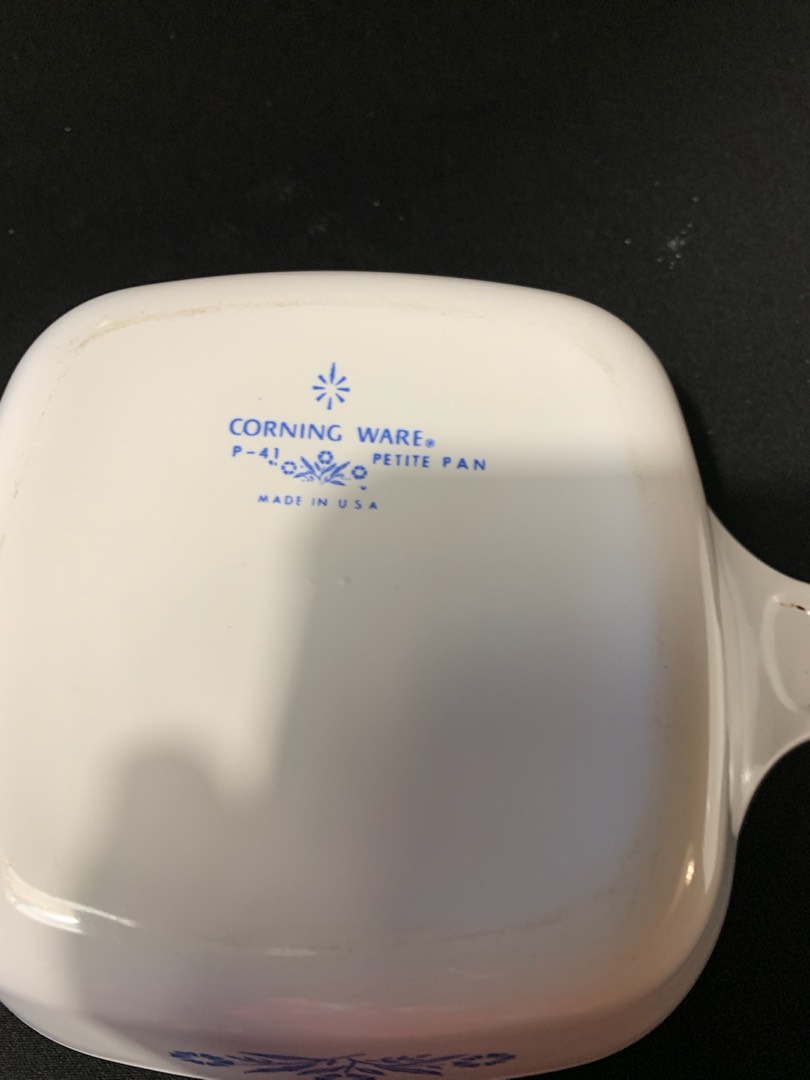 CORNING WARE®
P-41 PETITE PAN
MADE IN USA